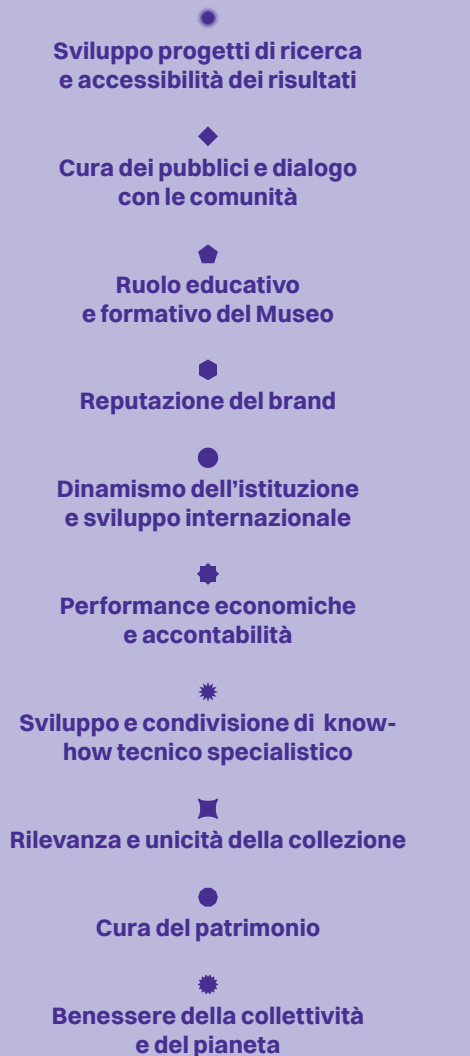 Sviluppo progetti di ricerca
e accessibilità dei risultati
Cura dei pubblici e dialogo
con le comunità
Ruolo educativo
e formativo del Museo
Reputazione del brand
Dinamismo dell’istituzione
e sviluppo internazionale
Performance economiche
e accontabilità
Sviluppo e condivisione di know-
how tecnico specialistico
Rilevanza e unicità della collezione
Cura del patrimonio
Benessere della collettività
e del pianeta